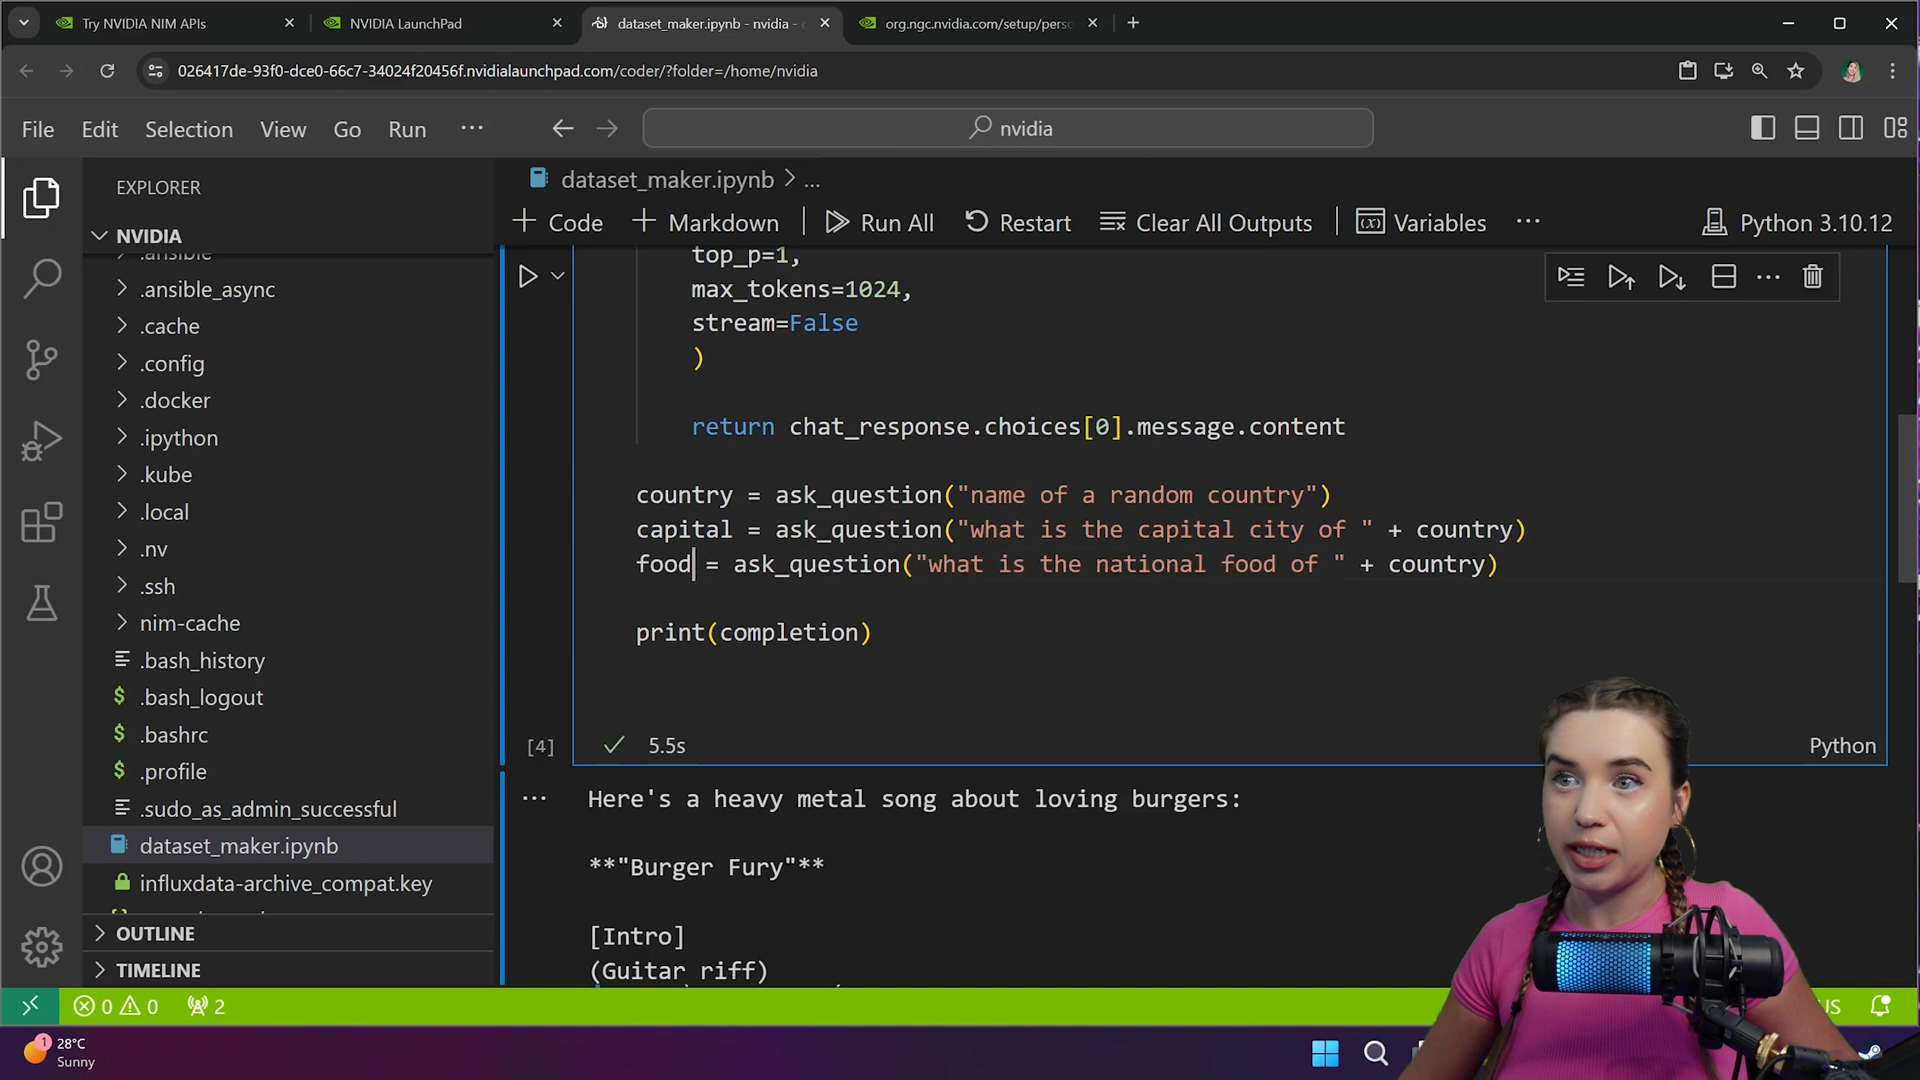 Try NVIDIA NIM APIs
NVIDIA LaunchPad
dataset_maker.ipynb - nvidia -
org.ngc.nvidia.com/setup/perso
026417de-93f0-dce0-66c7-34024f20456f.nvidialaunchpad.com/coder/?folder=/home/nvidia
File Edit Selection View Go Run ...
nvidia
EXPLORER
NVIDIA
.ansible
.ansible_async
.cache
.config
.docker
.ipython
.kube
.local
.nv
.ssh
nim-cache
.bash_history
.bash_logout
.bashrc
.profile
.sudo_as_admin_successful
dataset_maker.ipynb
influxdata-archive_compat.key
OUTLINE
TIMELINE
dataset_maker.ipynb > ...
+ Code + Markdown Run All Restart Clear All Outputs Variables ... Python 3.10.12
top_p=1,
max_tokens=1024,
stream=False
)
return chat_response.choices[0].message.content
country = ask_question("name of a random country")
capital = ask_question("what is the capital city of " + country)
food = ask_question("what is the national food of " + country)
print(completion)
[4] 5.5s Python
Here's a heavy metal song about loving burgers:
**"Burger Fury"**
[Intro]
(Guitar riff)
0 0 2
US
1
28°C
Sunny